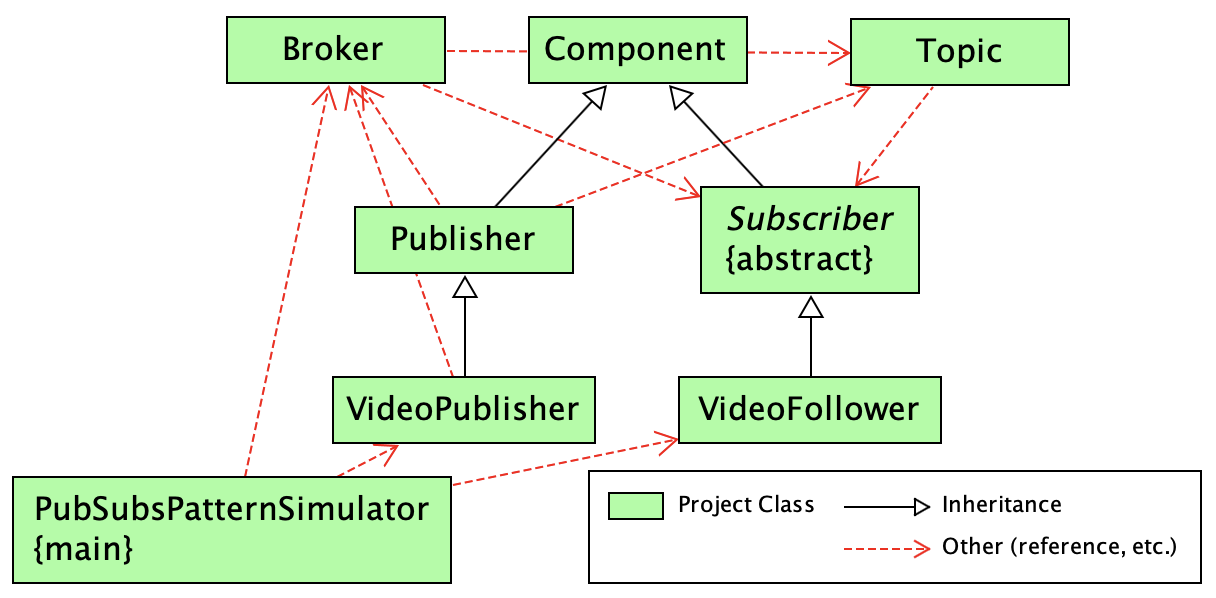 Broker
Component
Topic
Publisher
Subscriber
{abstract}
VideoPublisher
VideoFollower
PubSubsPatternSimulator
{main}
Project Class
Inheritance
Other (reference, etc.)